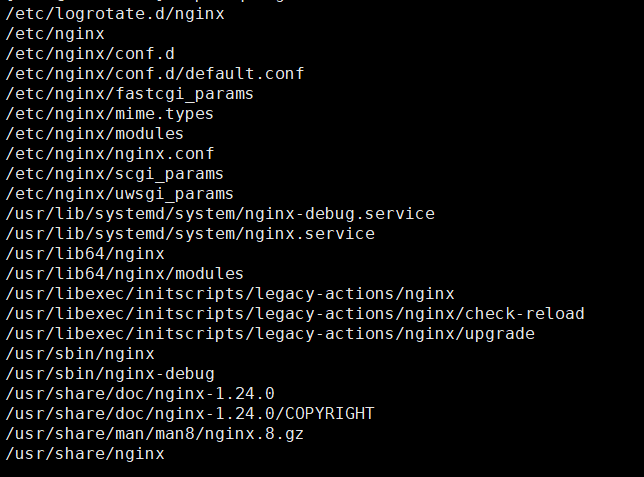 /etc/logrotate.d/nginx
/etc/nginx
/etc/nginx/conf.d
/etc/nginx/conf.d/default.conf
/etc/nginx/fastcgi_params
/etc/nginx/mime.types
/etc/nginx/modules
/etc/nginx/nginx.conf
/etc/nginx/scgi_params
/etc/nginx/uwsgi_params
/usr/lib/systemd/system/nginx-debug.service
/usr/lib/systemd/system/nginx.service
/usr/lib64/nginx
/usr/lib64/nginx/modules
/usr/libexec/initscripts/legacy-actions/nginx
/usr/libexec/initscripts/legacy-actions/nginx/check-reload
/usr/libexec/initscripts/legacy-actions/nginx/upgrade
/usr/sbin/nginx
/usr/sbin/nginx-debug
/usr/share/doc/nginx-1.24.0
/usr/share/doc/nginx-1.24.0/COPYRIGHT
/usr/share/man/man8/nginx.8.gz
/usr/share/nginx